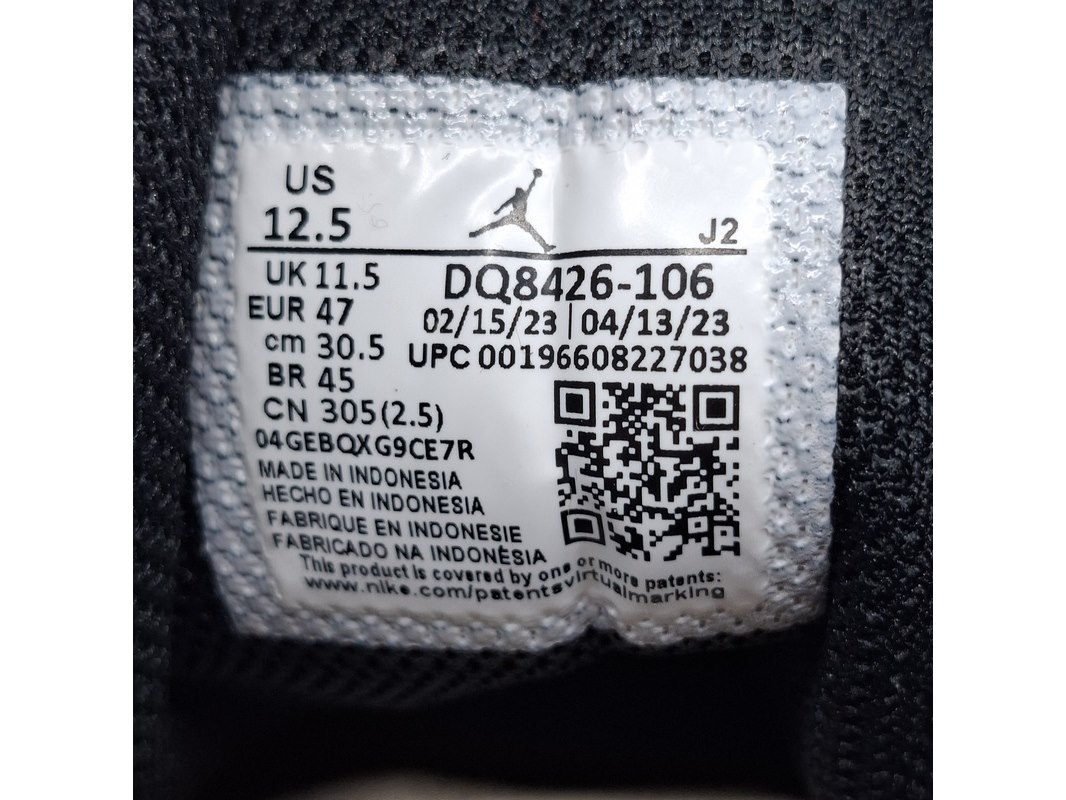 US
12.5
J2
UK 11.5
DQ8426-106
EUR 47
02/15/23 | 04/13/23
cm 30.5
UPC 00196608227038
BR 45
CN 305(2.5)
04GEBQXG9CE7R
MADE IN INDONESIA
HECHO EN INDONESIA
FABRIQUE EN INDONESIE
FABRICADO NA INDONÉSIA
This product is covered by one or more patents:
www.nike.com/patentsvirtualmarking